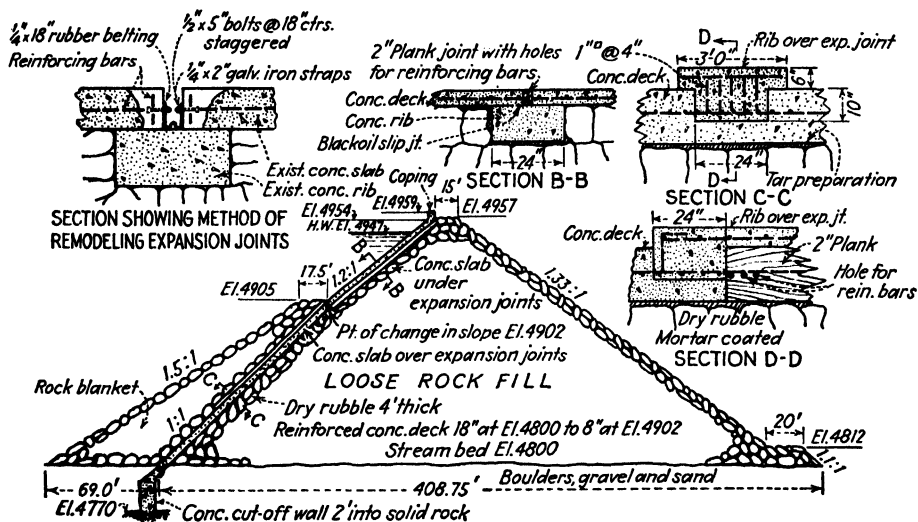 1/4"x18" rubber belting
1/2"x5" bolts @ 18" ctrs.
staggered
Reinforcing bars
1/4"x2" galv. iron straps
Exist. conc. slab
Exist. conc. rib
SECTION SHOWING METHOD OF
REMODELING EXPANSION JOINTS
2" Plank joint with holes
for reinforcing bars
Conc. deck
Conc. rib
Blackoil slip jt.
24"
SECTION B-B
1"□ @ 4"
D
Rib over exp. joint
3'0"
Conc. deck
6"
10"
24"
D
Tar preparation
SECTION C-C
24"
Rib over exp. jt.
Conc. deck
2" Plank
Hole for
rein. bars
Dry rubble
Mortar coated
SECTION D-D
Coping
15'
El. 4959
El. 4957
El. 4954
H.W. El. 4947
B
B
17.5'
1.2:1
Conc. slab
under
expansion joints
1.33:1
El. 4905
Pt. of change in slope El. 4902
Conc. slab over expansion joints
1.5:1
LOOSE ROCK FILL
Rock blanket
C
C
1:1
Dry rubble 4' thick
Reinforced conc. deck 18" at El. 4800 to 8" at El. 4902
Stream bed El. 4800
20'
El. 4812
1.1:1
Boulders, gravel and sand
69.0'
408.75'
El. 4770
Conc. cut-off wall 2' into solid rock